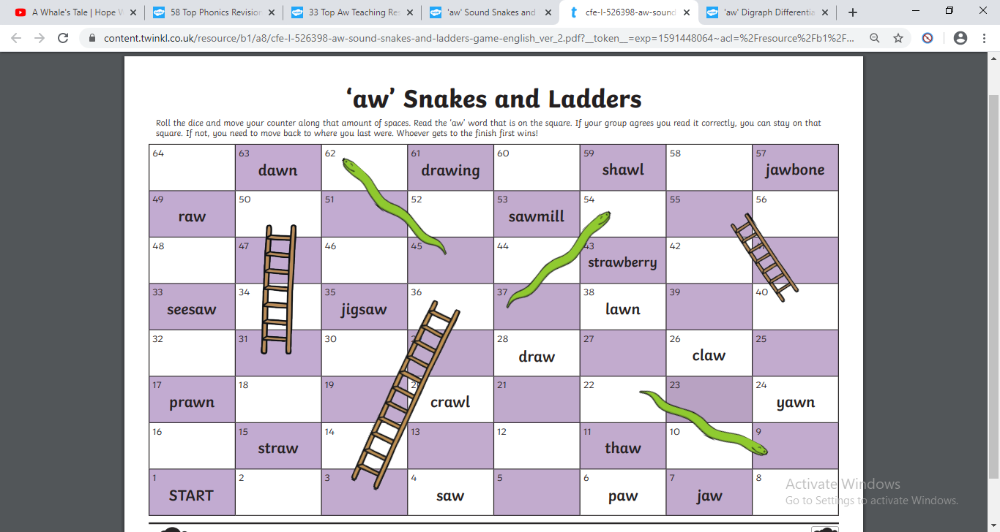 A Whale's Tale | Hope W
58 Top Phonics Revision
33 Top Aw Teaching Res
'aw' Sound Snakes and
cfe-l-526398-aw-sound
'aw' Digraph Differentia
content.twinkl.co.uk/resource/b1/a8/cfe-l-526398-aw-sound-snakes-and-ladders-game-english_ver_2.pdf?__token__=exp=1591448064~acl=%2Fresource%2Fb1%2F...
‘aw’ Snakes and Ladders
Roll the dice and move your counter along that amount of spaces. Read the 'aw' word that is on the square. If your group agrees you read it correctly, you can stay on that
square. If not, you need to move back to where you last were. Whoever gets to the finish first wins!
64 63 62 61 60 59 58 57
dawn drawing shawl jawbone
49 50 51 52 53 54 55 56
raw sawmill
48 47 46 45 44 43 42
strawberry
33 34 35 36 37 38 39 40
seesaw jigsaw lawn
32 31 30 28 27 26 25
draw claw
17 18 19 21 22 23 24
prawn crawl yawn
16 15 14 13 12 11 10 9
straw thaw
1 2 3 4 5 6 7 8
START saw paw jaw
Activate Windows
Go to Settings to activate Windows.